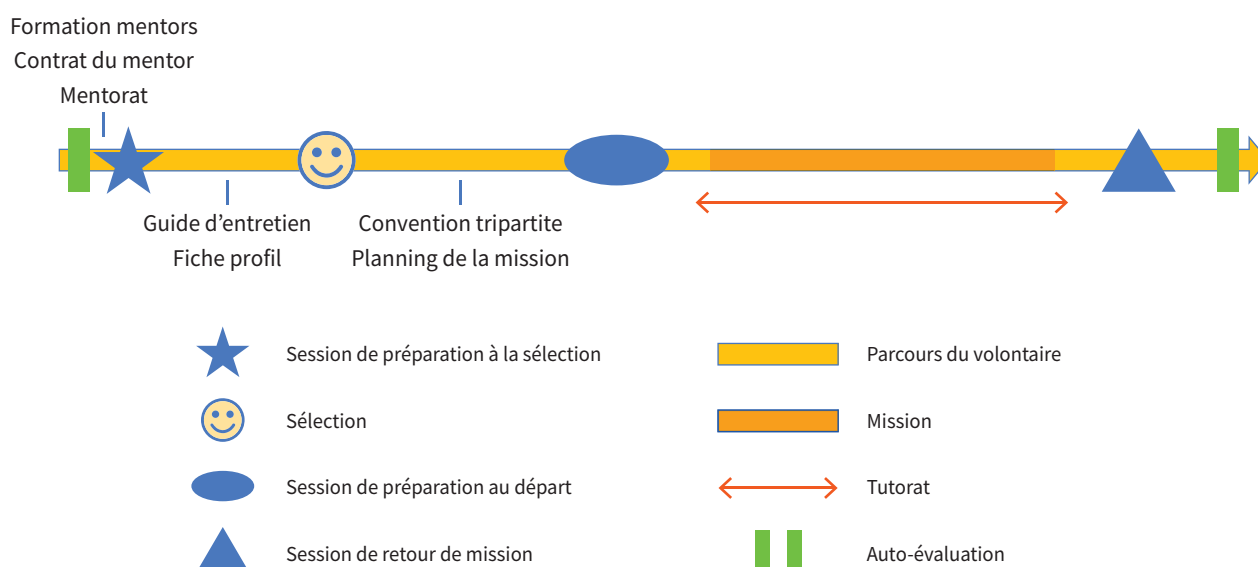 Formation mentors
Contrat du mentor
Mentorat
Guide d’entretien
Fiche profil
Convention tripartite
Planning de la mission
Session de préparation à la sélection
Sélection
Session de préparation au départ
Session de retour de mission
Parcours du volontaire
Mission
Tutorat
Auto-évaluation